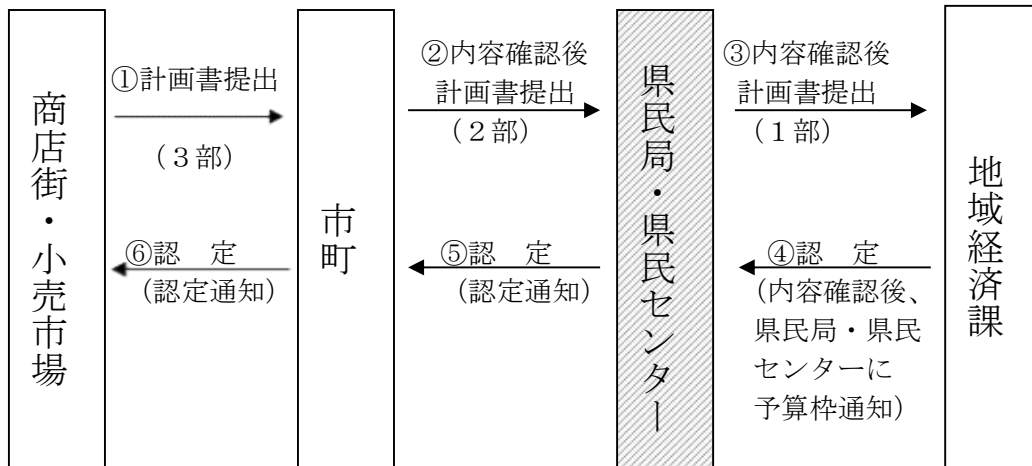 商店街・小売市場
①計画書提出
(3部)
⑥認　定
(認定通知)
市町
②内容確認後
計画書提出
(2部)
⑤認　定
(認定通知)
県民局・県民センター
③内容確認後
計画書提出
(1部)
④認　定
(内容確認後、
県民局・県民
センターに
予算枠通知)
地域経済課